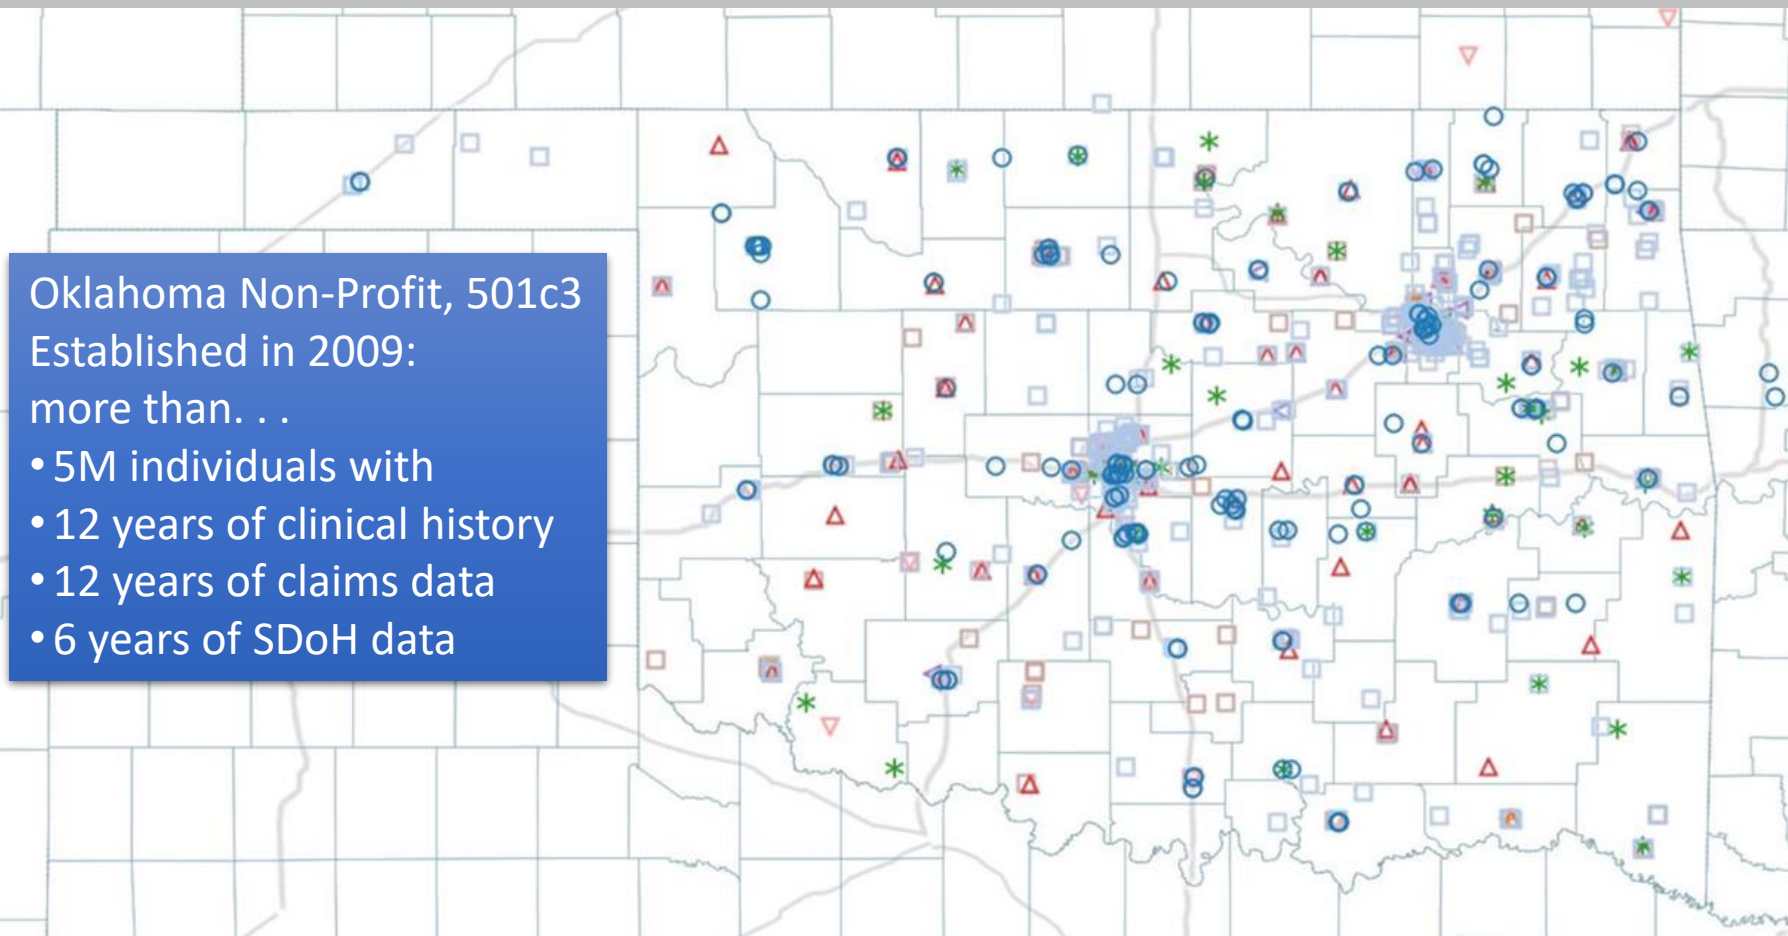 Oklahoma Non-Profit, 501c3
Established in 2009:
more than. . .
• 5M individuals with
• 12 years of clinical history
• 12 years of claims data
• 6 years of SDoH data